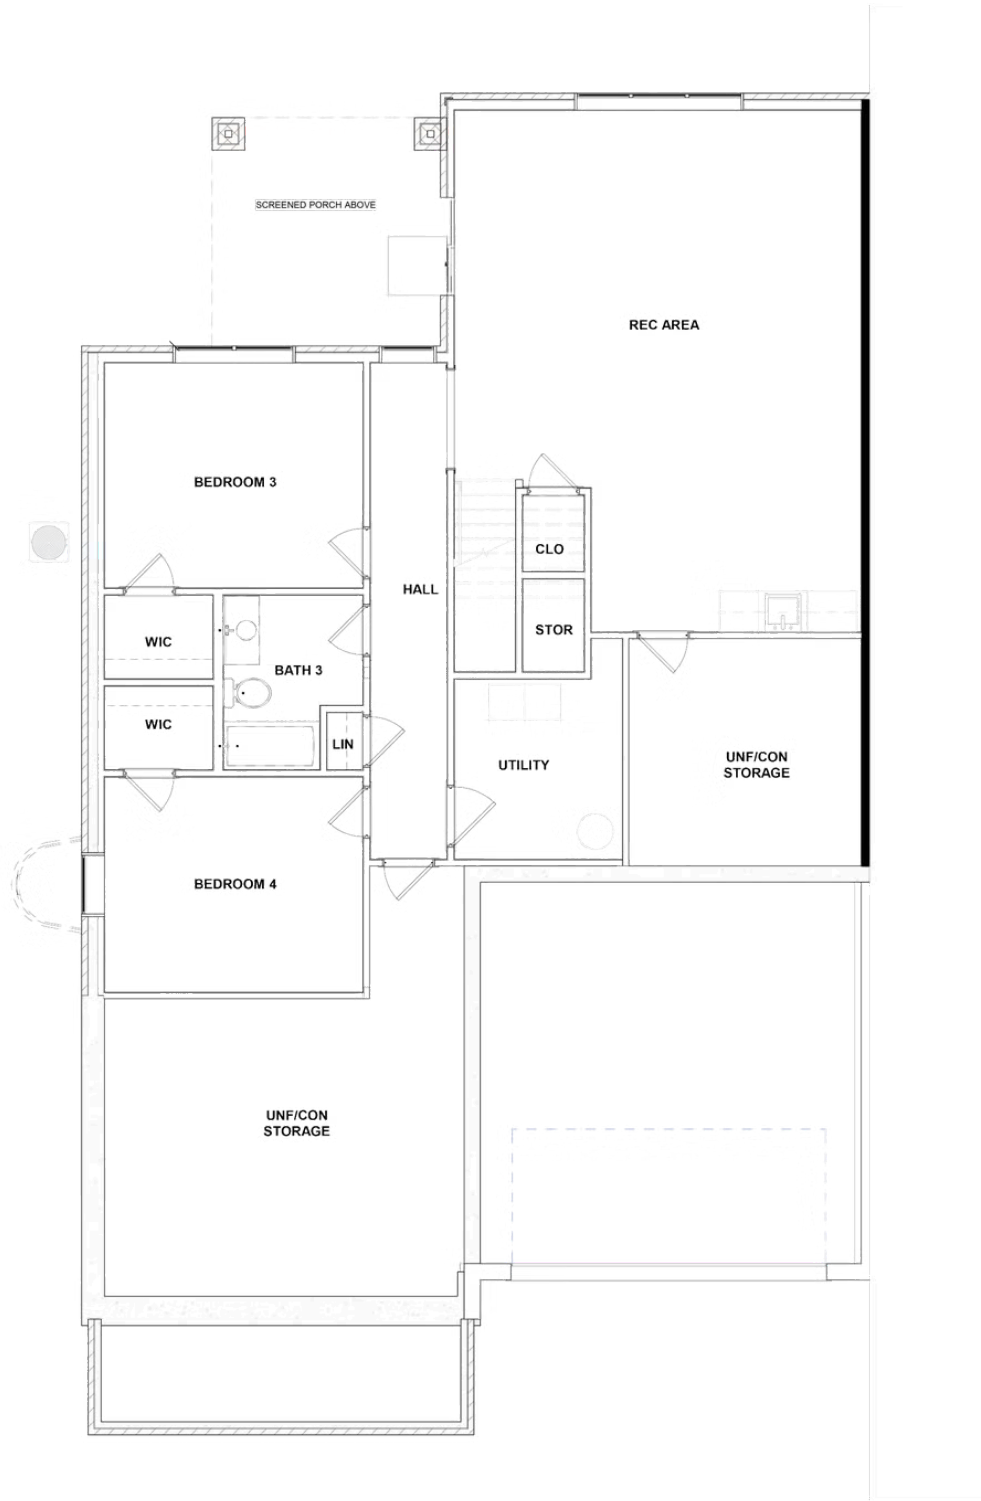 SCREENED PORCH ABOVE
REC AREA
BEDROOM 3
CLO
HALL
STOR
WIC
BATH 3
WIC
LIN
UTILITY
UNF/CON
STORAGE
BEDROOM 4
UNF/CON
STORAGE